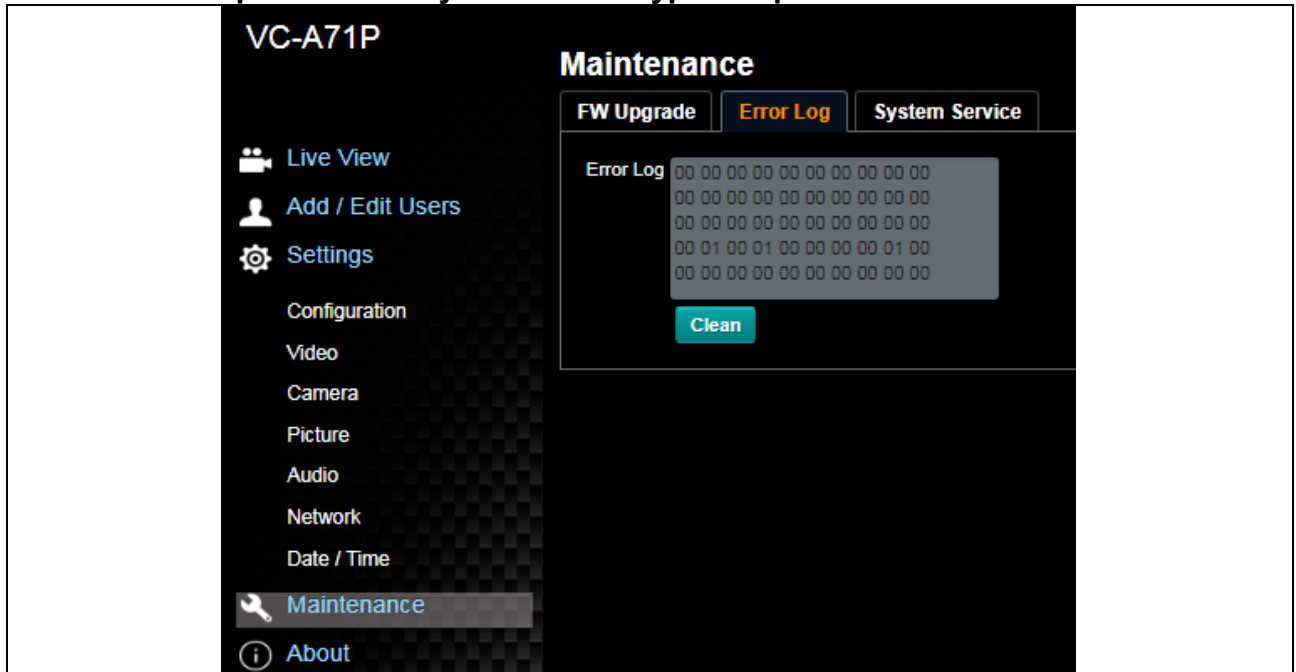 VC-A71P
Maintenance
FW Upgrade Error Log System Service
Live View
Add / Edit Users
Settings
Configuration
Video
Camera
Picture
Audio
Network
Date / Time
Maintenance
About
Error Log
00 00 00 00 00 00 00 00 00 00
00 00 00 00 00 00 00 00 00 00
00 00 00 00 00 00 00 00 00 00
00 01 00 01 00 00 00 00 01 00
00 00 00 00 00 00 00 00 00 00
Clean